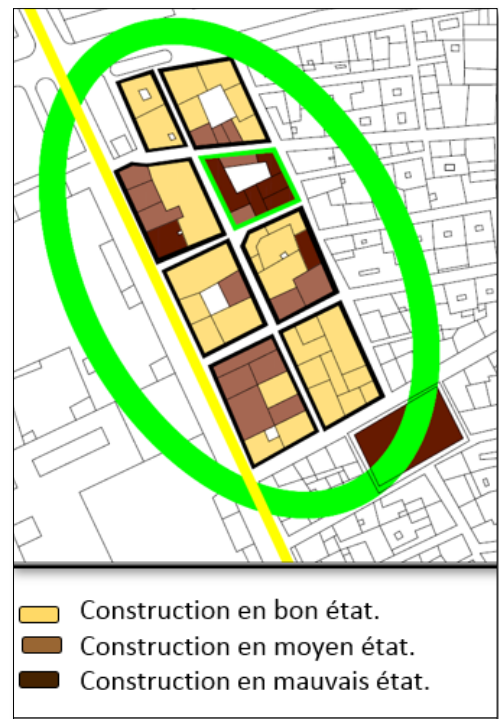 Construction en bon état.
Construction en moyen état.
Construction en mauvais état.